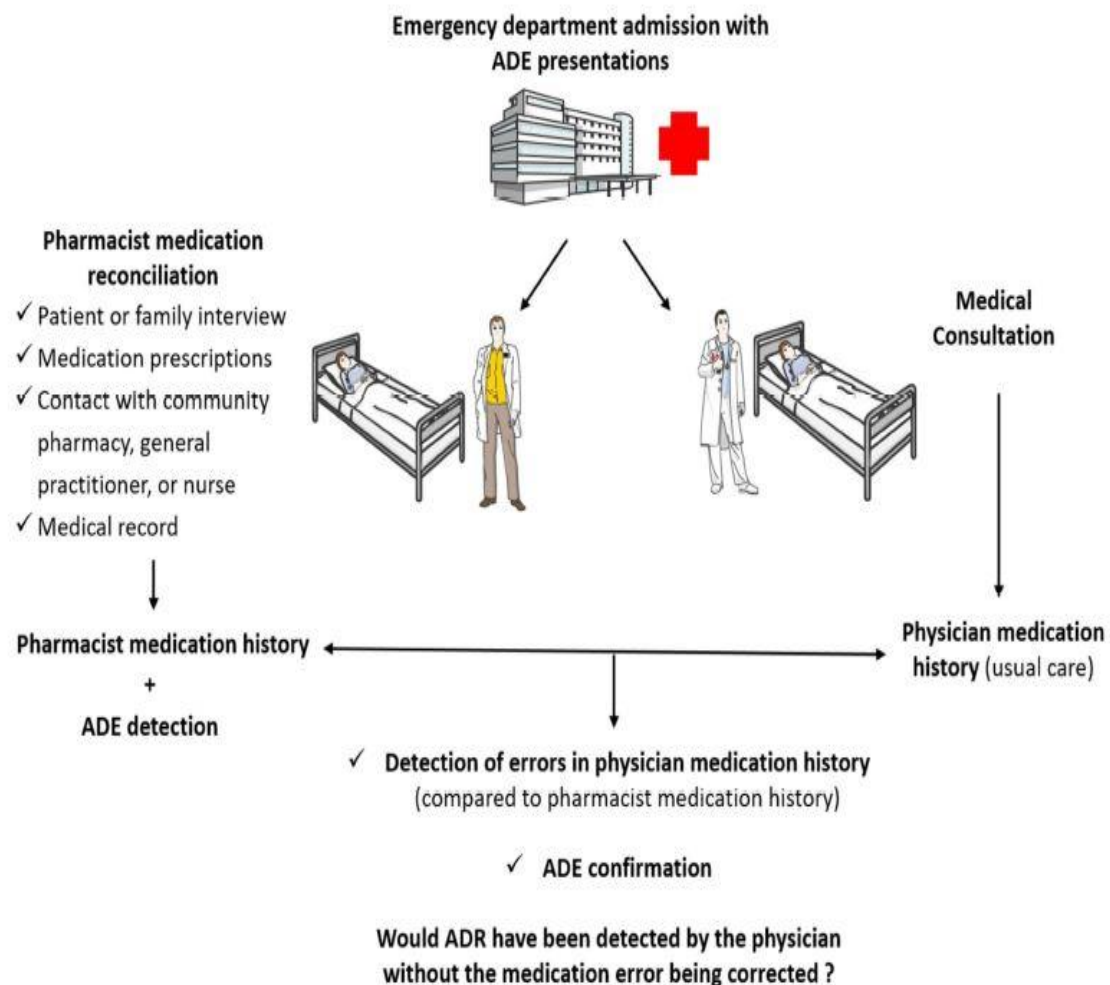 Emergency department admission with
ADE presentations
Pharmacist medication
reconciliation
✓ Patient or family interview
✓ Medication prescriptions
✓ Contact with community
pharmacy, general
practitioner, or nurse
✓ Medical record
Medical
Consultation
Pharmacist medication history
+
ADE detection
Physician medication
history (usual care)
✓ Detection of errors in physician medication history
(compared to pharmacist medication history)
✓ ADE confirmation
Would ADR have been detected by the physician
without the medication error being corrected ?